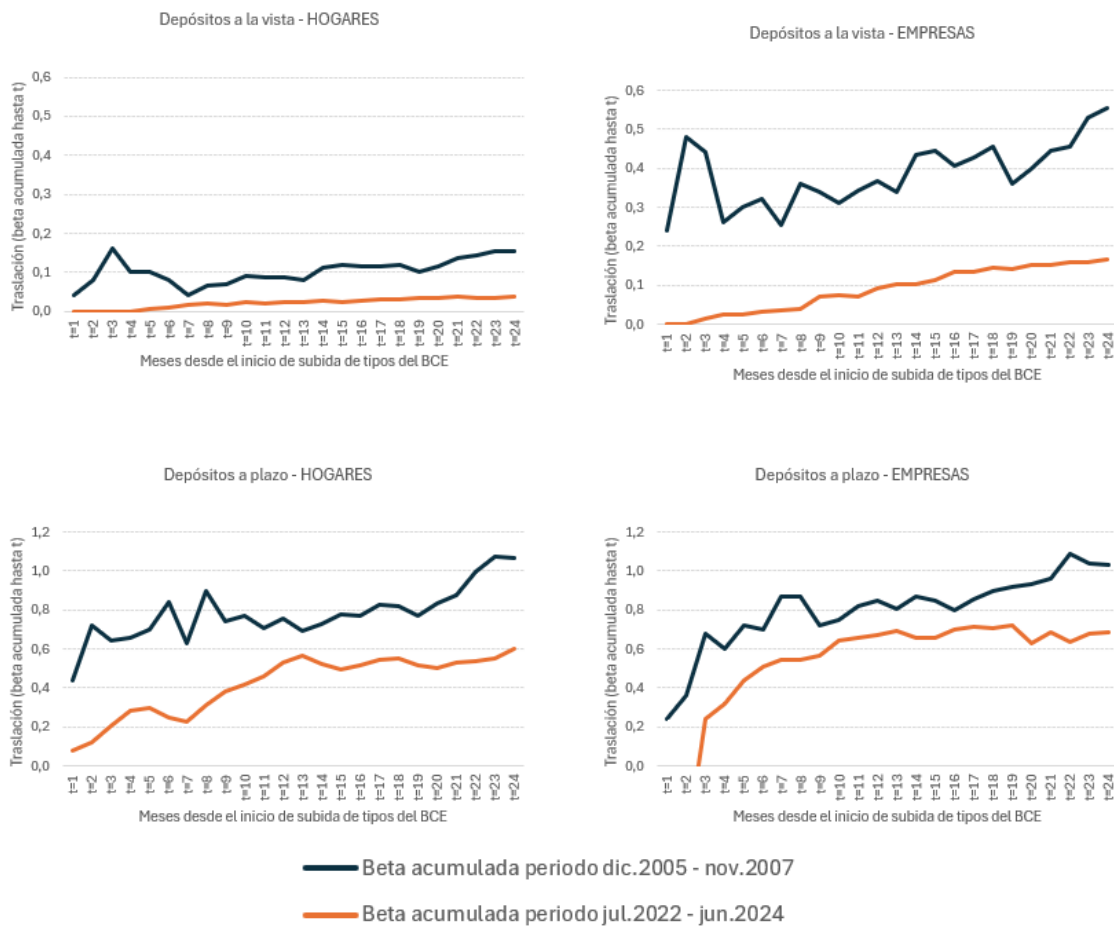 Depósitos a la vista - HOGARES
Traslación (beta acumulada hasta t)
0,6
0,5
0,4
0,3
0,2
0,1
0,0
t=1
t=2
t=3
t=4
t=5
t=6
t=7
t=8
t=9
t=10
t=11
t=12
t=13
t=14
t=15
t=16
t=17
t=18
t=19
t=20
t=21
t=22
t=23
t=24
Meses desde el inicio de subida de tipos del BCE
Depósitos a la vista - EMPRESAS
Traslación (beta acumulada hasta t)
0,6
0,5
0,4
0,3
0,2
0,1
0,0
t=1
t=2
t=3
t=4
t=5
t=6
t=7
t=8
t=9
t=10
t=11
t=12
t=13
t=14
t=15
t=16
t=17
t=18
t=19
t=20
t=21
t=22
t=23
t=24
Meses desde el inicio de subida de tipos del BCE
Depósitos a plazo - HOGARES
Traslación (beta acumulada hasta t)
1,2
1,0
0,8
0,6
0,4
0,2
0,0
t=1
t=2
t=3
t=4
t=5
t=6
t=7
t=8
t=9
t=10
t=11
t=12
t=13
t=14
t=15
t=16
t=17
t=18
t=19
t=20
t=21
t=22
t=23
t=24
Meses desde el inicio de subida de tipos del BCE
Depósitos a plazo - EMPRESAS
Traslación (beta acumulada hasta t)
1,2
1,0
0,8
0,6
0,4
0,2
0,0
t=1
t=2
t=3
t=4
t=5
t=6
t=7
t=8
t=9
t=10
t=11
t=12
t=13
t=14
t=15
t=16
t=17
t=18
t=19
t=20
t=21
t=22
t=23
t=24
Meses desde el inicio de subida de tipos del BCE
Beta acumulada periodo dic.2005 - nov.2007
Beta acumulada periodo jul.2022 - jun.2024